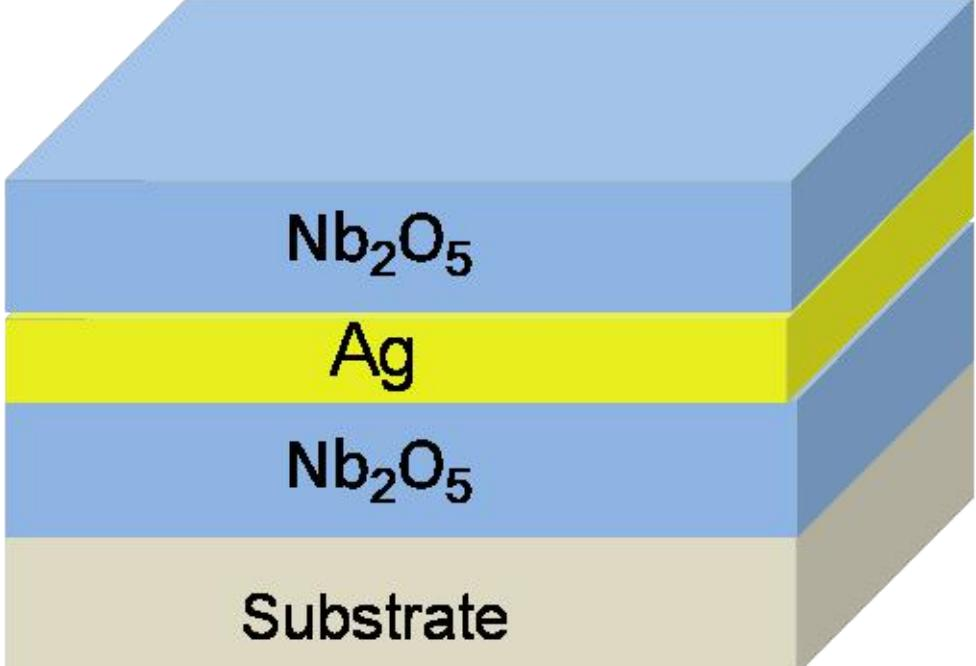 Nb₂O₅
Ag
Nb₂O₅
Substrate